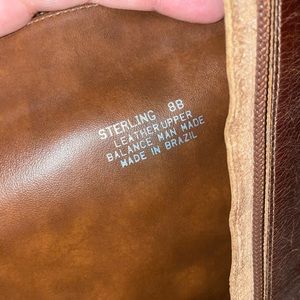 STERLING 8B
LEATHER UPPER
BALANCE MAN MADE
MADE IN BRAZIL